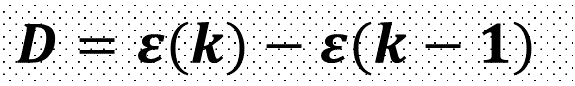 D = ε(k) − ε(k − 1)